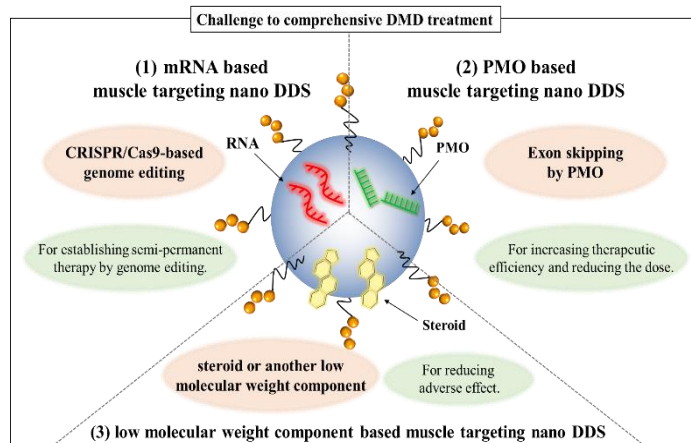 Challenge to comprehensive DMD treatment
(1) mRNA based
muscle targeting nano DDS
(2) PMO based
muscle targeting nano DDS
RNA
PMO
CRISPR/Cas9-based
genome editing
Exon skipping
by PMO
For establishing semi-permanent
therapy by genome editing.
For increasing therapeutic
efficiency and reducing the dose.
Steroid
steroid or another low
molecular weight component
For reducing
adverse effect.
(3) low molecular weight component based muscle targeting nano DDS